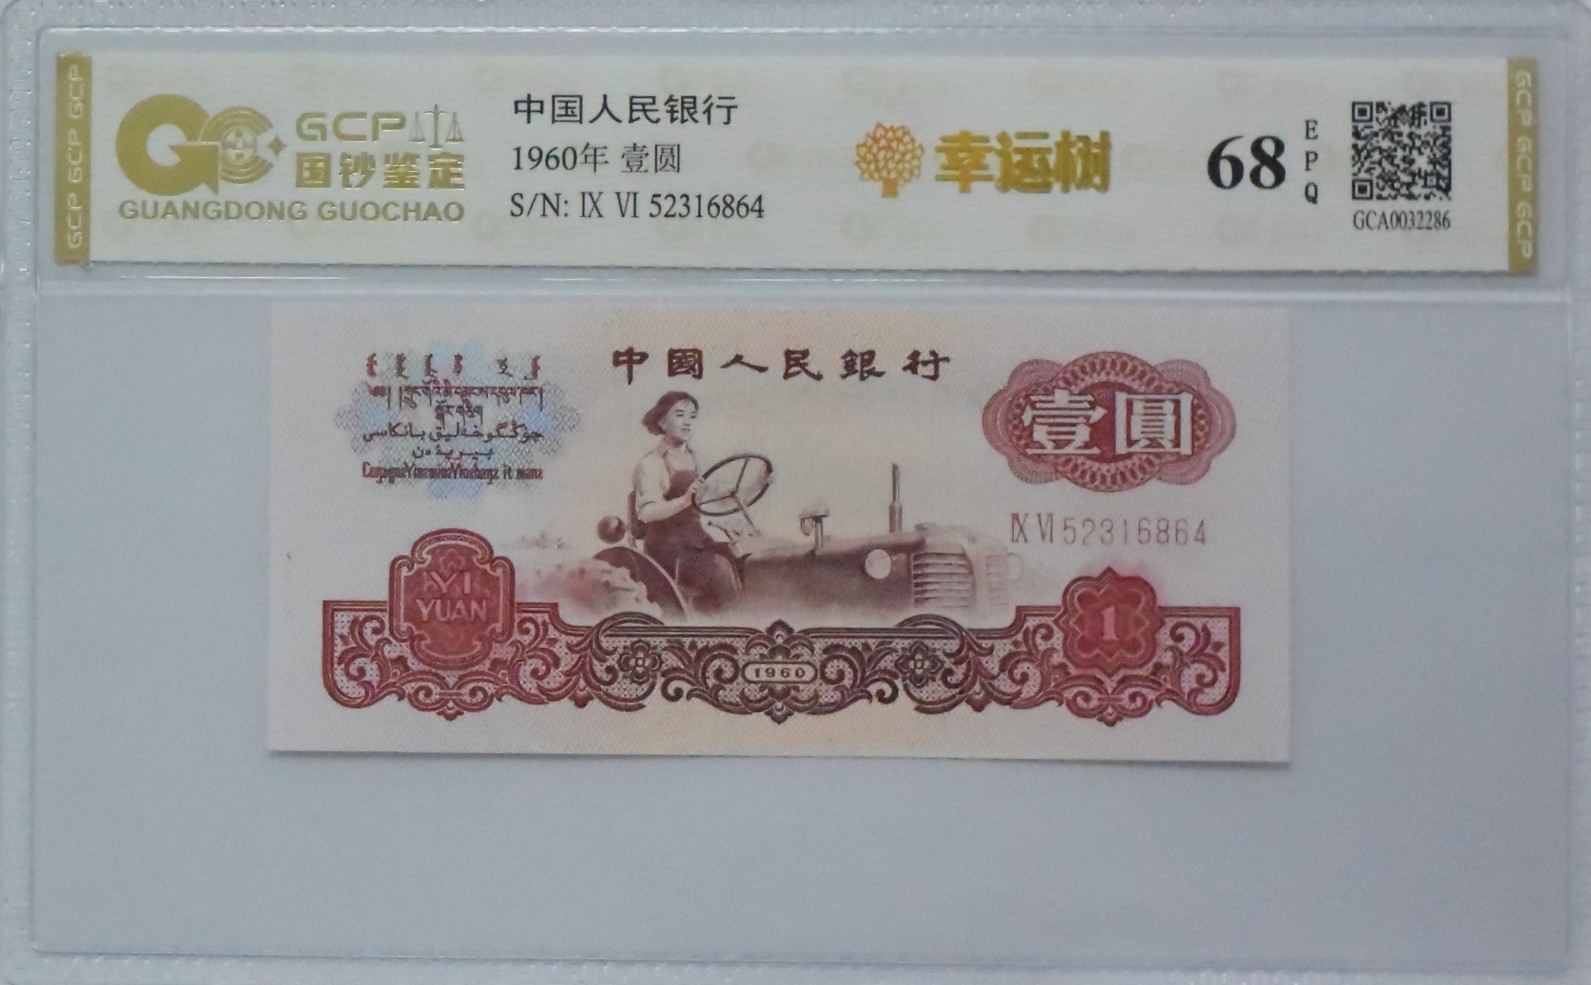 GCP GCP GCP
GCP
国钞鉴定
GUANGDONG GUOCHAO
中国人民银行
1960年 壹圆
S/N: IX VI 52316864
幸运树
68
EPQ
GCA0032286
GCP GCP GCP
中國人民銀行
壹圓
IX VI 52316864
YI
YUAN
1960
1